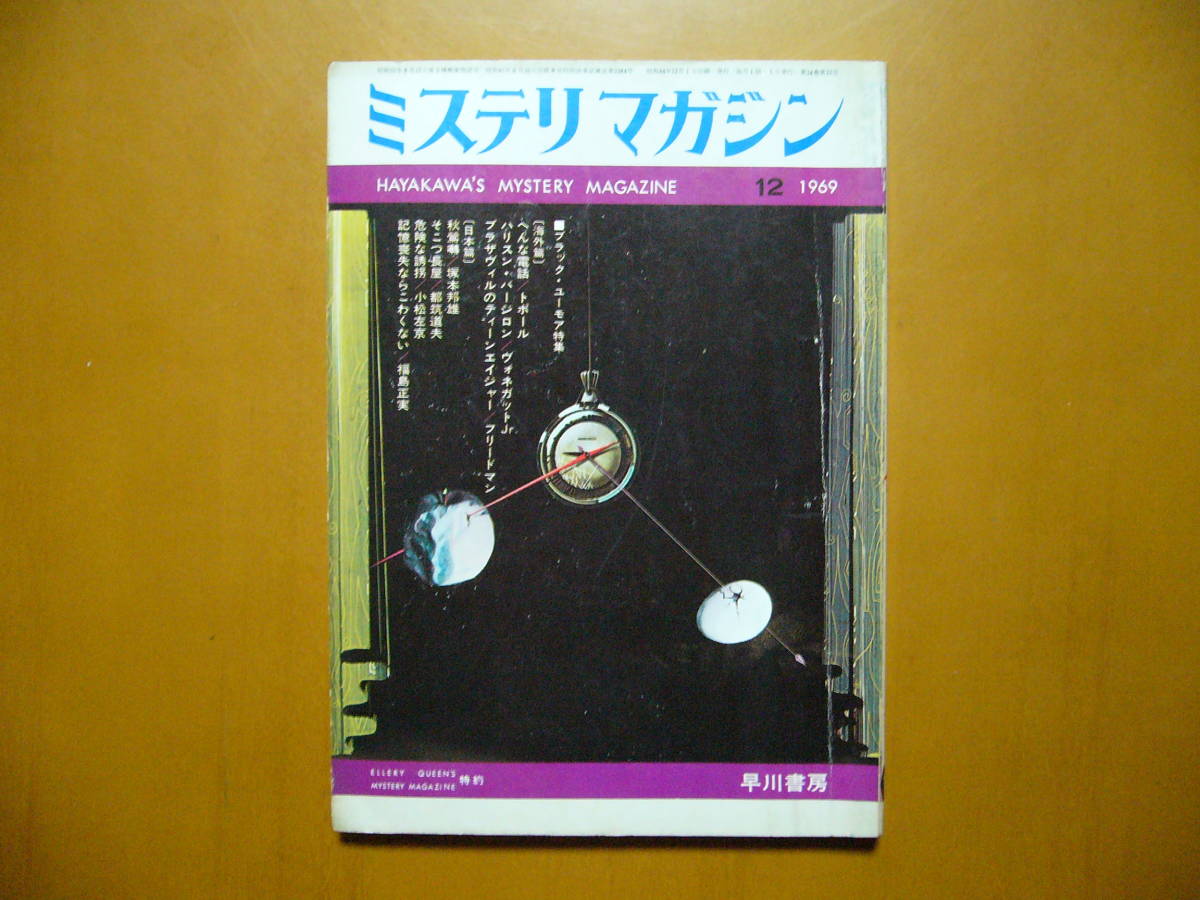 ミステリマガジン
HAYAKAWA'S MYSTERY MAGAZINE 12 1969
■ブラック・ユーモア特集
〔海外篇〕
へんな電話／トポール
ハリスン・バージロン／ヴォネガットJr.
ブラザヴィルのティーンエイジャー／フリードマン
〔日本篇〕
秋鶯囀／塚本邦雄
そこつ長屋／都筑道夫
危険な誘拐／小松左京
記憶喪失ならこわくない／福島正実
ELLERY QUEEN'S
MYSTERY MAGAZINE 特約
早川書房